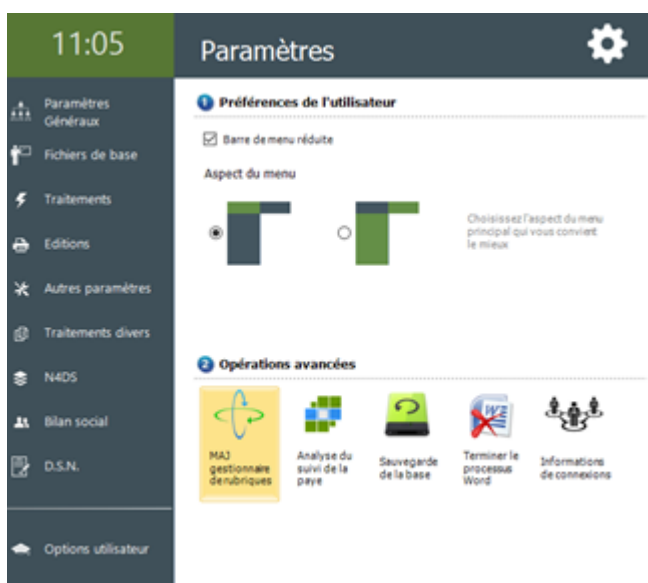 11:05
Paramètres
Paramètres
Généraux
Fichiers de base
Traitements
Editions
Autres paramètres
Traitements divers
N4DS
Bilan social
D.S.N.
Options utilisateur
1 Préférences de l'utilisateur
Barre de menu réduite
Aspect du menu
Choisissez l'aspect du menu
principal qui vous convient
le mieux
2 Opérations avancées
MAJ
gestionnaire
de rubriques
Analyse du
suivi de la
paye
Sauvegarde
de la base
Terminer le
processus
Word
Informations
de connexions